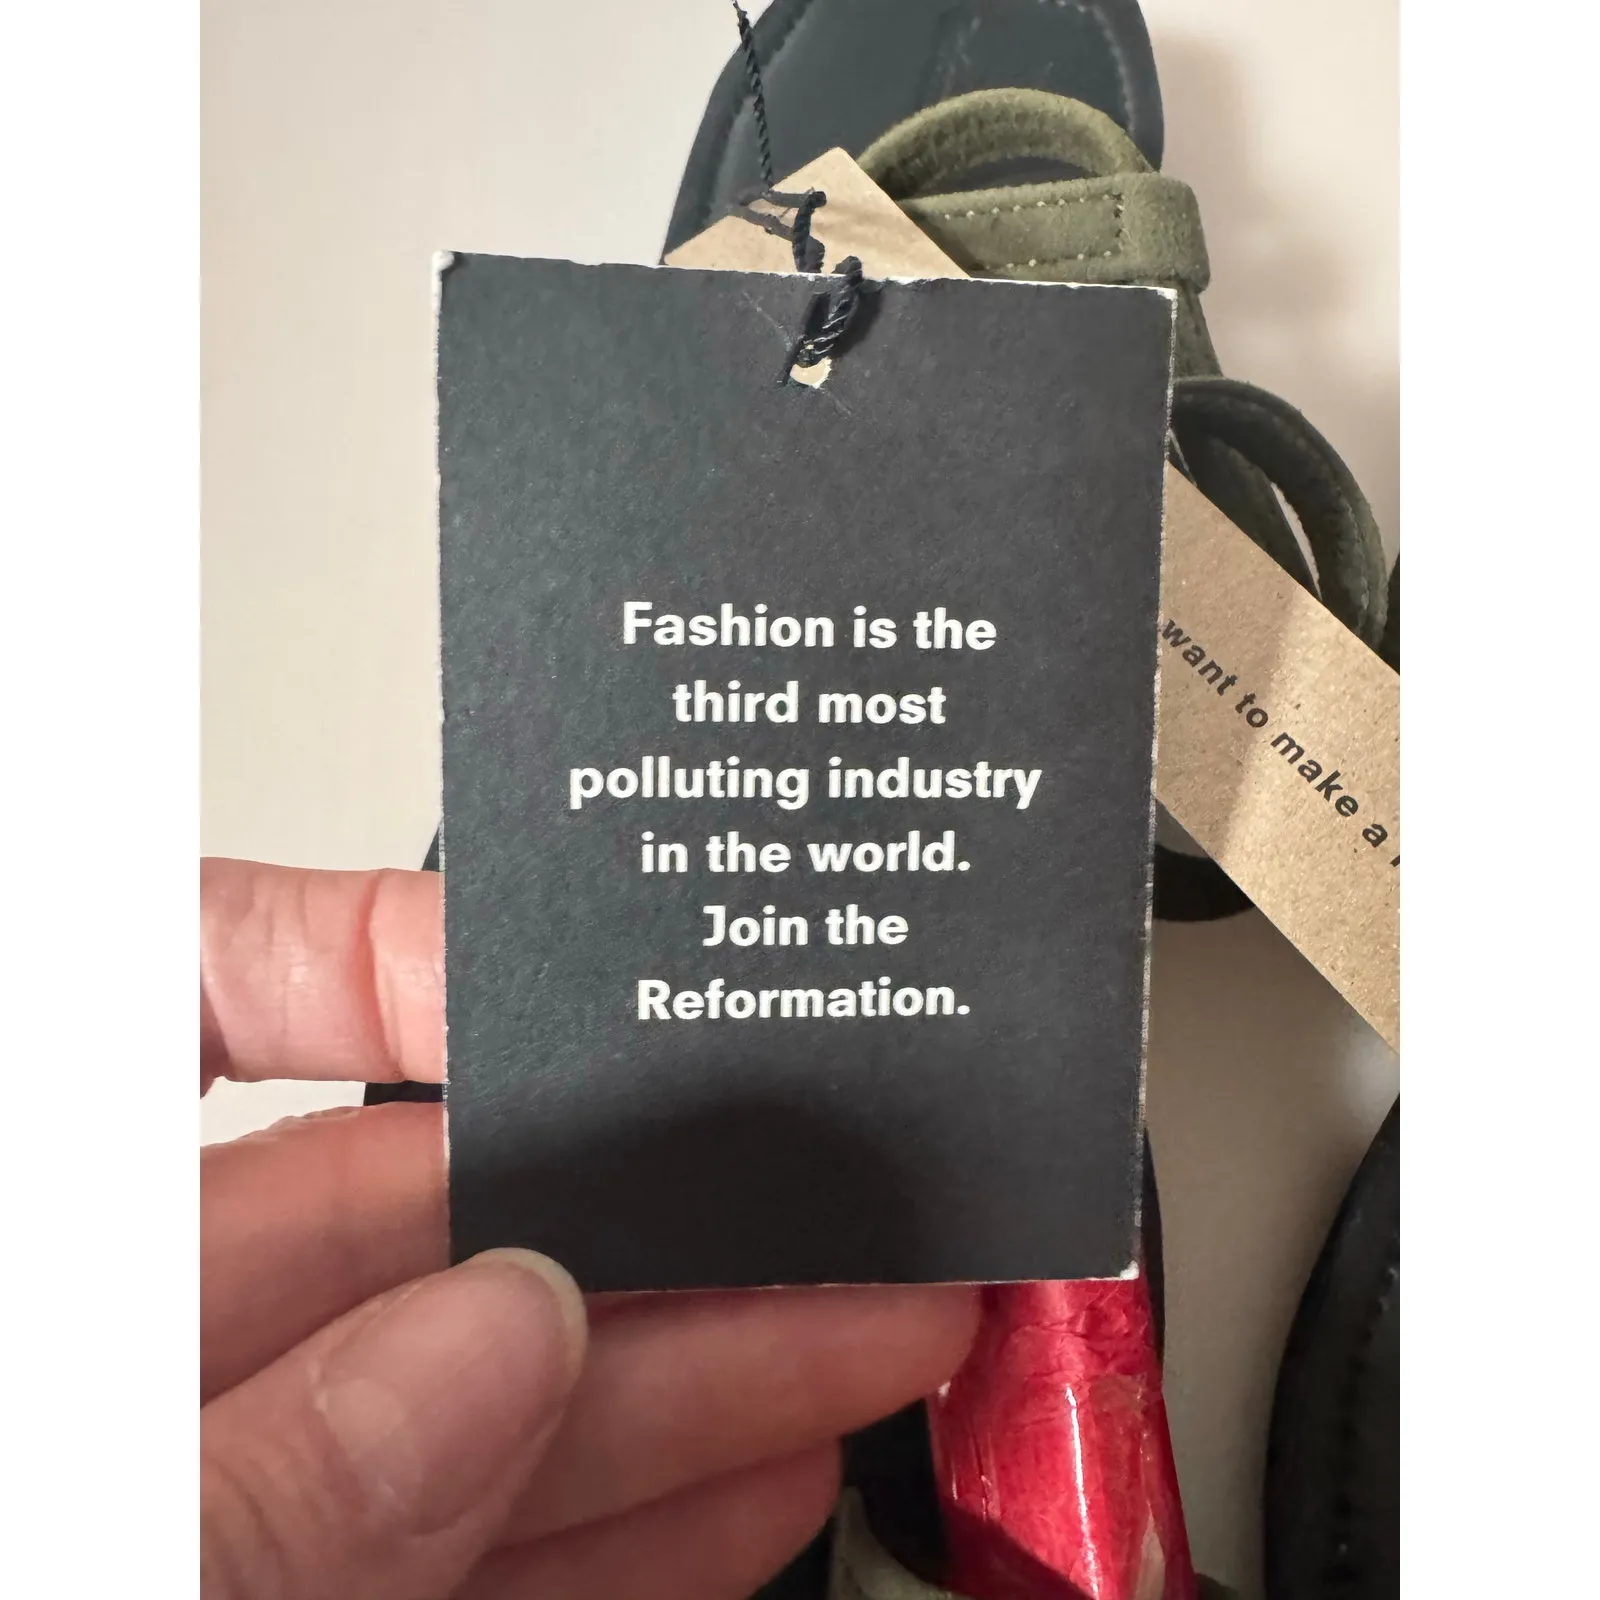 Fashion is the
third most
polluting industry
in the world.
Join the
Reformation.
want to make a